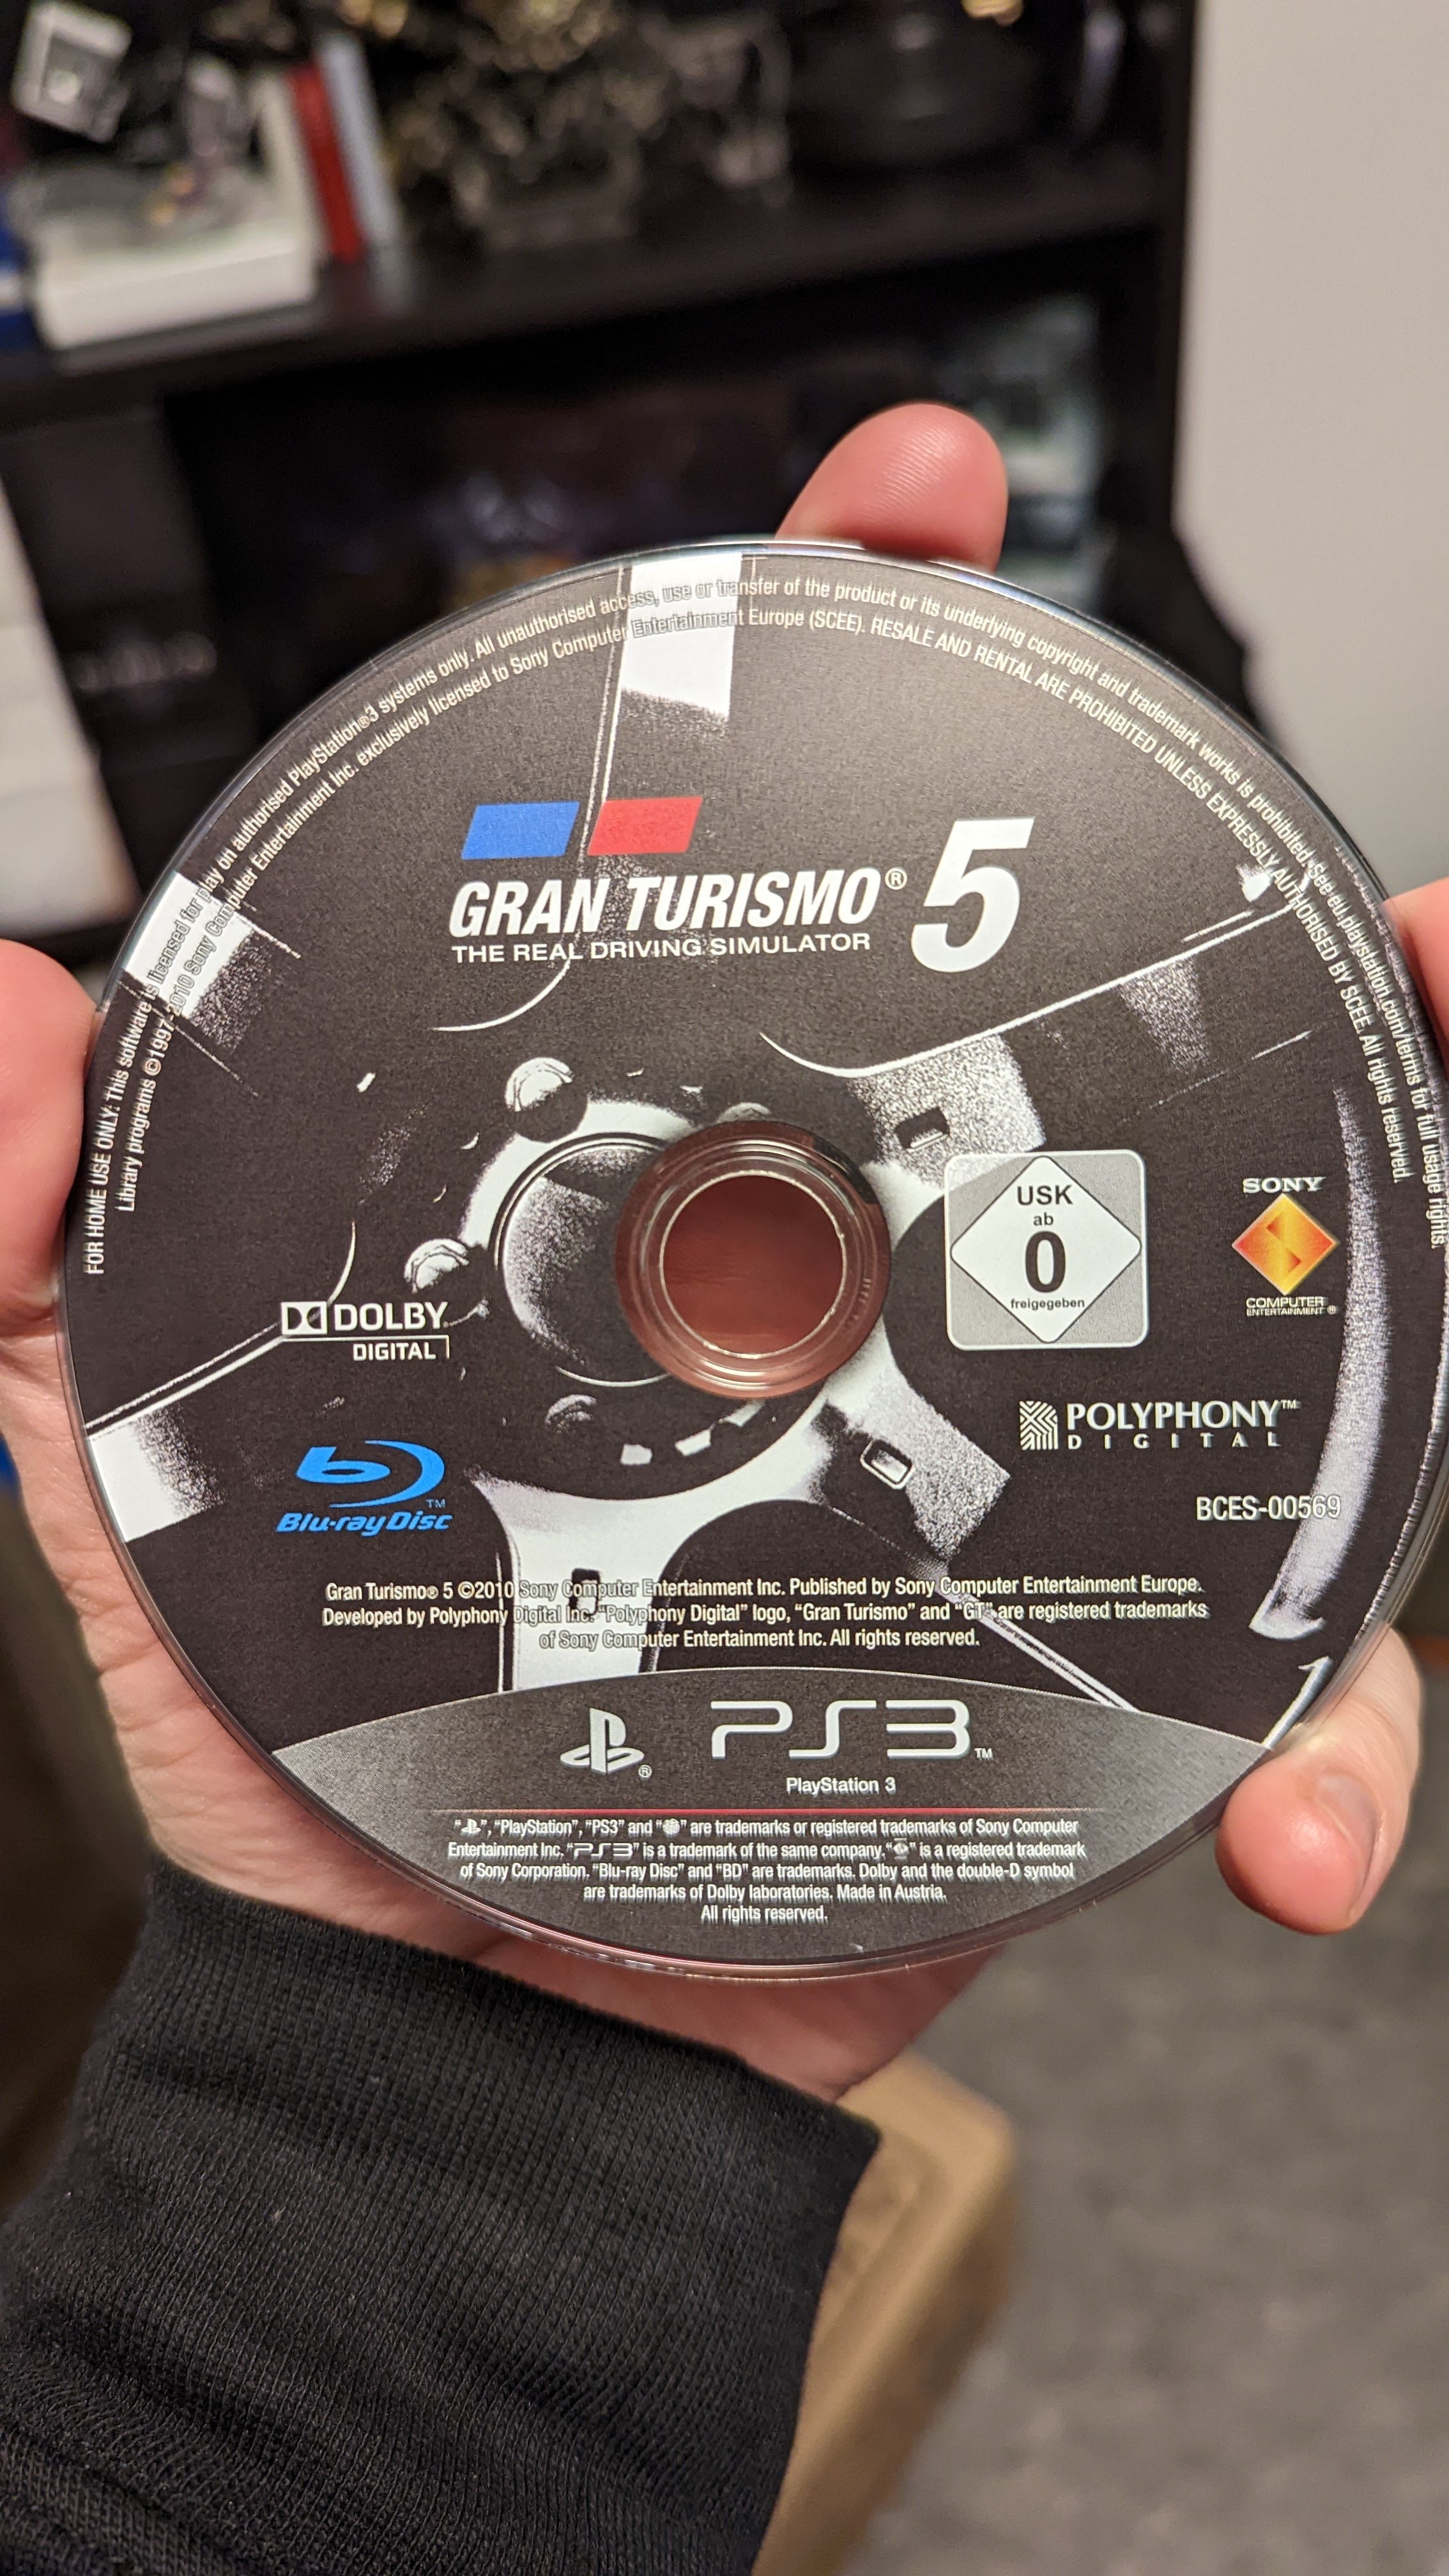 FOR HOME USE ONLY: This software is licensed for play on authorised PlayStation®3 systems only. All unauthorised access, use or transfer of the product or its underlying copyright and trademark works is prohibited. See eu.playstation.com/terms for full usage rights.
Library programs ©1997-2010 Sony Computer Entertainment Inc. exclusively licensed to Sony Computer Entertainment Europe (SCEE). RESALE AND RENTAL ARE PROHIBITED UNLESS EXPRESSLY AUTHORISED BY SCEE. All rights reserved.
GRAN TURISMO® 5
THE REAL DRIVING SIMULATOR
USK
ab
0
freigegeben
SONY
COMPUTER
ENTERTAINMENT®
DOLBY
DIGITAL
POLYPHONY™
DIGITAL
Blu-ray Disc™
BCES-00569
Gran Turismo® 5 ©2010 Sony Computer Entertainment Inc. Published by Sony Computer Entertainment Europe.
Developed by Polyphony Digital Inc. “Polyphony Digital” logo, “Gran Turismo” and “GT” are registered trademarks
of Sony Computer Entertainment Inc. All rights reserved.
® PS3™
PlayStation 3
“ ”, “PlayStation”, “PS3” and “ ” are trademarks or registered trademarks of Sony Computer
Entertainment Inc. “PS3” is a trademark of the same company. “ ” is a registered trademark
of Sony Corporation. “Blu-ray Disc” and “BD” are trademarks. Dolby and the double-D symbol
are trademarks of Dolby laboratories. Made in Austria.
All rights reserved.